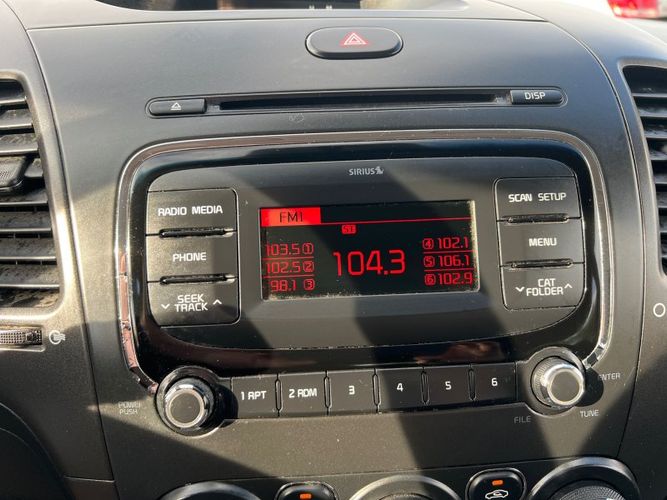 DISP
SIRIUS
RADIO MEDIA
SCAN SETUP
FM1
ST
103.5 1
102.5 2
98.1 3
104.3
4 102.1
5 106.1
6 102.9
PHONE
MENU
SEEK
TRACK
CAT
FOLDER
POWER
PUSH
1 RPT
2 RDM
3
4
5
6
ENTER
TUNE
FILE